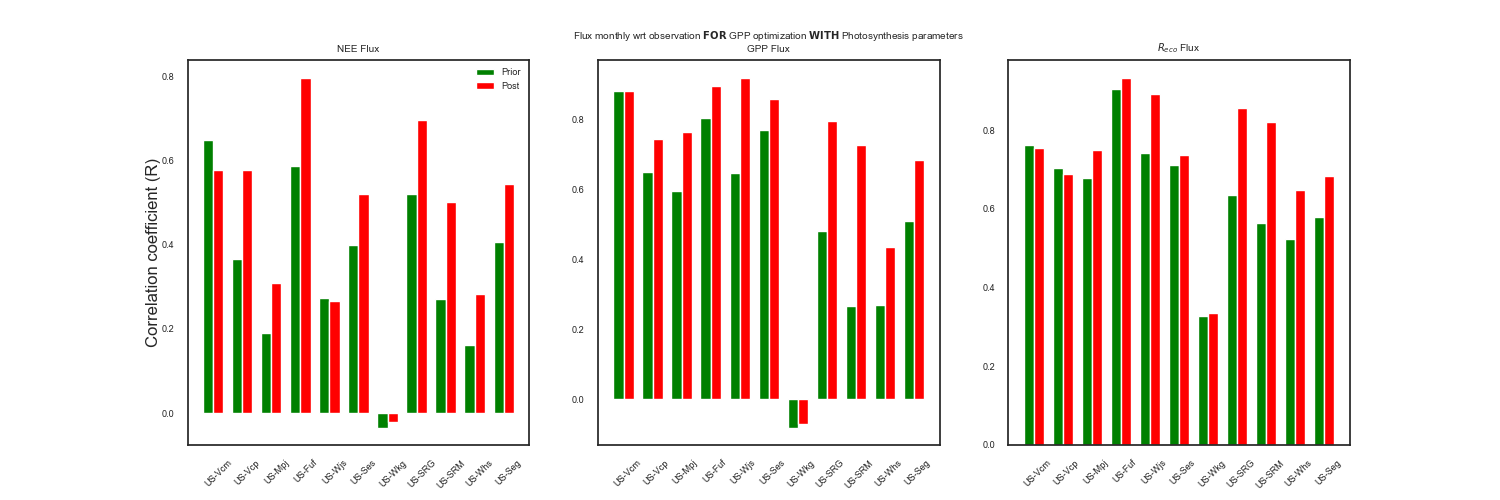 Flux monthly wrt observation FOR GPP optimization WITH Photosynthesis parameters
NEE Flux
GPP Flux
Reco Flux
Prior
Post
Correlation coefficient (R)
0.8
0.6
0.4
0.2
0.0
US-Vcm
US-Vcp
US-Mpj
US-Fuf
US-Wjs
US-Ses
US-Wkg
US-SRG
US-SRM
US-Whs
US-Seg
0.8
0.6
0.4
0.2
0.0
US-Vcm
US-Vcp
US-Mpj
US-Fuf
US-Wjs
US-Ses
US-Wkg
US-SRG
US-SRM
US-Whs
US-Seg
0.8
0.6
0.4
0.2
0.0
US-Vcm
US-Vcp
US-Mpj
US-Fuf
US-Wjs
US-Ses
US-Wkg
US-SRG
US-SRM
US-Whs
US-Seg